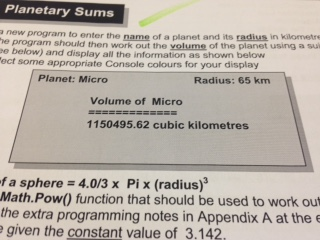 Planetary Sums
a new program to enter the name of a planet and its radius in kilometre
he program should then work out the volume of the planet using a sui
ee below) and display all the information as shown below
lect some appropriate Console colours for your display
Planet: Micro Radius: 65 km
Volume of Micro
=============
1150495.62 cubic kilometres
of a sphere = 4.0/3 x Pi x (radius)3
Math.Pow() function that should be used to work out
the extra programming notes in Appendix A at the e
e given the constant value of 3.142.